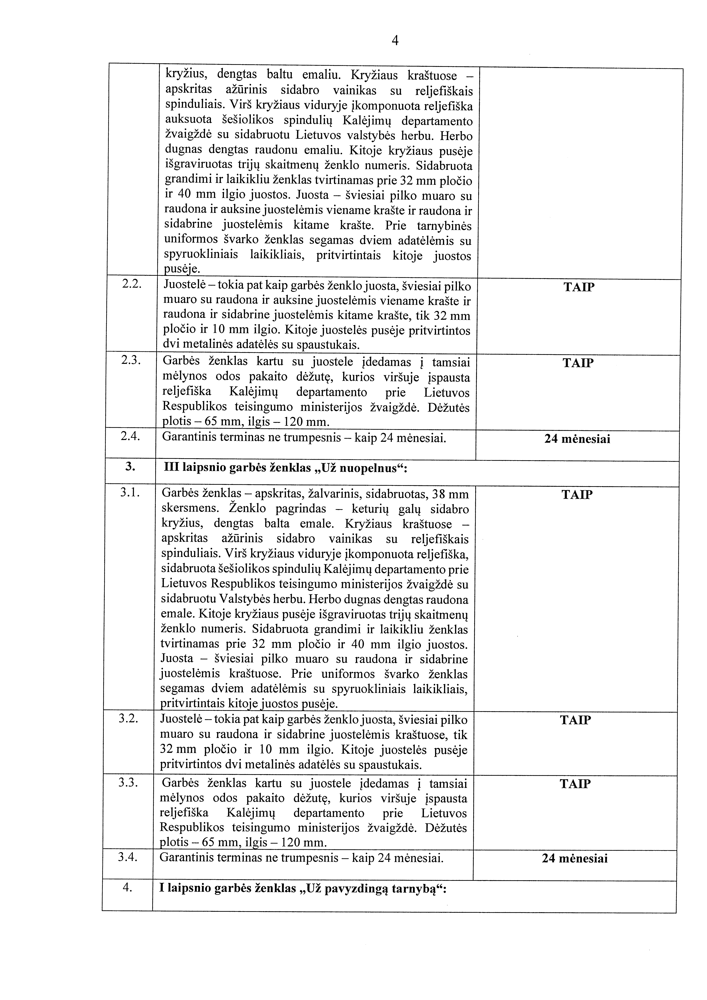 4
kryžius, dengtas baltu emaliu. Kryžiaus kraštuose –
apskritas ažūrinis sidabro vainikas su reljefiškais
spinduliais. Virš kryžiaus viduryje įkomponuota reljefiška
auksuota šešiolikos spindulių Kalėjimų departamento
žvaigždė su sidabruotu Lietuvos valstybės herbu. Herbo
dugnas dengtas raudonu emaliu. Kitoje kryžiaus pusėje
išgraviruotas trijų skaitmenų ženklo numeris. Sidabruota
grandimi ir laikikliu ženklas tvirtinamas prie 32 mm pločio
ir 40 mm ilgio juostos. Juosta – šviesiai pilko muaro su
raudona ir auksine juostelėmis viename krašte ir raudona ir
sidabrine juostelėmis kitame krašte. Prie tarnybinės
uniformos švarko ženklas segamas dviem adatėlėmis su
spyruokliniais laikikliais, pritvirtintais kitoje juostos
pusėje.
2.2. Juostelė – tokia pat kaip garbės ženklo juosta, šviesiai pilko TAIP
muaro su raudona ir auksine juostelėmis viename krašte ir
raudona ir sidabrine juostelėmis kitame krašte, tik 32 mm
pločio ir 10 mm ilgio. Kitoje juostelės pusėje pritvirtintos
dvi metalinės adatėlės su spaustukais.
2.3. Garbės ženklas kartu su juostele įdedamas į tamsiai TAIP
mėlynos odos pakaito dėžutę, kurios viršuje įspausta
reljefiška Kalėjimų departamento prie Lietuvos
Respublikos teisingumo ministerijos žvaigždė. Dėžutės
plotis – 65 mm, ilgis – 120 mm.
2.4. Garantinis terminas ne trumpesnis – kaip 24 mėnesiai. 24 mėnesiai
3. III laipsnio garbės ženklas „Už nuopelnus“:
3.1. Garbės ženklas – apskritas, žalvarinis, sidabruotas, 38 mm TAIP
skersmens. Ženklo pagrindas – keturių galų sidabro
kryžius, dengtas balta emale. Kryžiaus kraštuose –
apskritas ažūrinis sidabro vainikas su reljefiškais
spinduliais. Virš kryžiaus viduryje įkomponuota reljefiška,
sidabruota šešiolikos spindulių Kalėjimų departamento prie
Lietuvos Respublikos teisingumo ministerijos žvaigždė su
sidabruotu Valstybės herbu. Herbo dugnas dengtas raudona
emale. Kitoje kryžiaus pusėje išgraviruotas trijų skaitmenų
ženklo numeris. Sidabruota grandimi ir laikikliu ženklas
tvirtinamas prie 32 mm pločio ir 40 mm ilgio juostos.
Juosta – šviesiai pilko muaro su raudona ir sidabrine
juostelėmis kraštuose. Prie uniformos švarko ženklas
segamas dviem adatėlėmis su spyruokliniais laikikliais,
pritvirtintais kitoje juostos pusėje.
3.2. Juostelė – tokia pat kaip garbės ženklo juosta, šviesiai pilko TAIP
muaro su raudona ir sidabrine juostelėmis kraštuose, tik
32 mm pločio ir 10 mm ilgio. Kitoje juostelės pusėje
pritvirtintos dvi metalinės adatėlės su spaustukais.
3.3. Garbės ženklas kartu su juostele įdedamas į tamsiai TAIP
mėlynos odos pakaito dėžutę, kurios viršuje įspausta
reljefiška Kalėjimų departamento prie Lietuvos
Respublikos teisingumo ministerijos žvaigždė. Dėžutės
plotis – 65 mm, ilgis – 120 mm.
3.4. Garantinis terminas ne trumpesnis – kaip 24 mėnesiai. 24 mėnesiai
4. I laipsnio garbės ženklas „Už pavyzdingą tarnybą“: